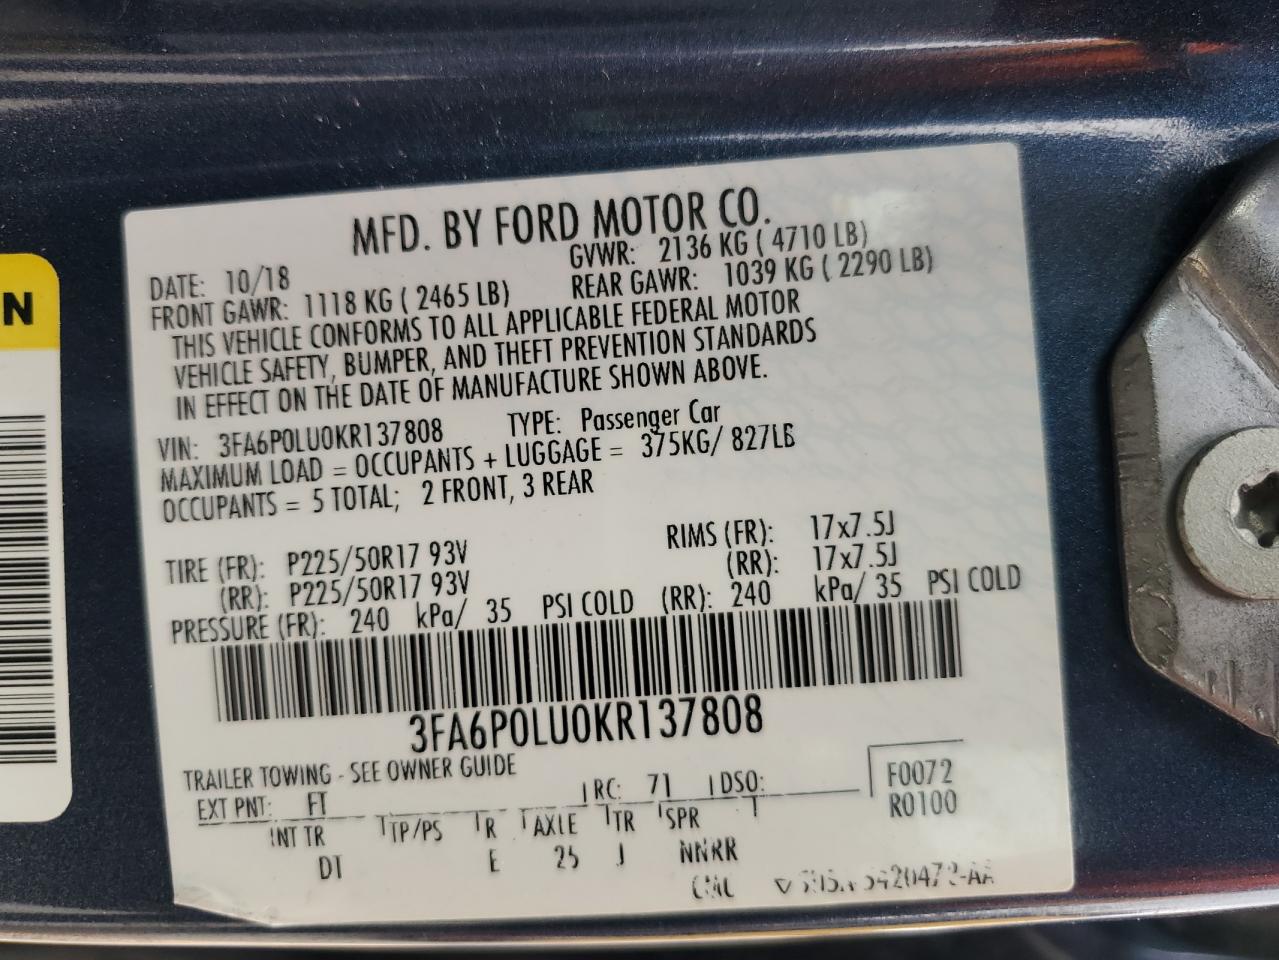 MFD. BY FORD MOTOR CO.
DATE: 10/18 GVWR: 2136 KG ( 4710 LB)
FRONT GAWR: 1118 KG ( 2465 LB) REAR GAWR: 1039 KG ( 2290 LB)
THIS VEHICLE CONFORMS TO ALL APPLICABLE FEDERAL MOTOR
VEHICLE SAFETY, BUMPER, AND THEFT PREVENTION STANDARDS
IN EFFECT ON THE DATE OF MANUFACTURE SHOWN ABOVE.
VIN: 3FA6P0LU0KR137808 TYPE: Passenger Car
MAXIMUM LOAD = OCCUPANTS + LUGGAGE = 375KG/ 827LB
OCCUPANTS = 5 TOTAL; 2 FRONT, 3 REAR
TIRE (FR): P225/50R17 93V RIMS (FR): 17x7.5J
(RR): P225/50R17 93V (RR): 17x7.5J
PRESSURE (FR): 240 kPa/ 35 PSI COLD (RR): 240 kPa/ 35 PSI COLD
3FA6P0LU0KR137808
TRAILER TOWING - SEE OWNER GUIDE
EXT PNT: FT RC: 71 DSO: F0072
INT TR TP/PS R AXLE TR SPR R0100
DT E 25 J NNRR
N